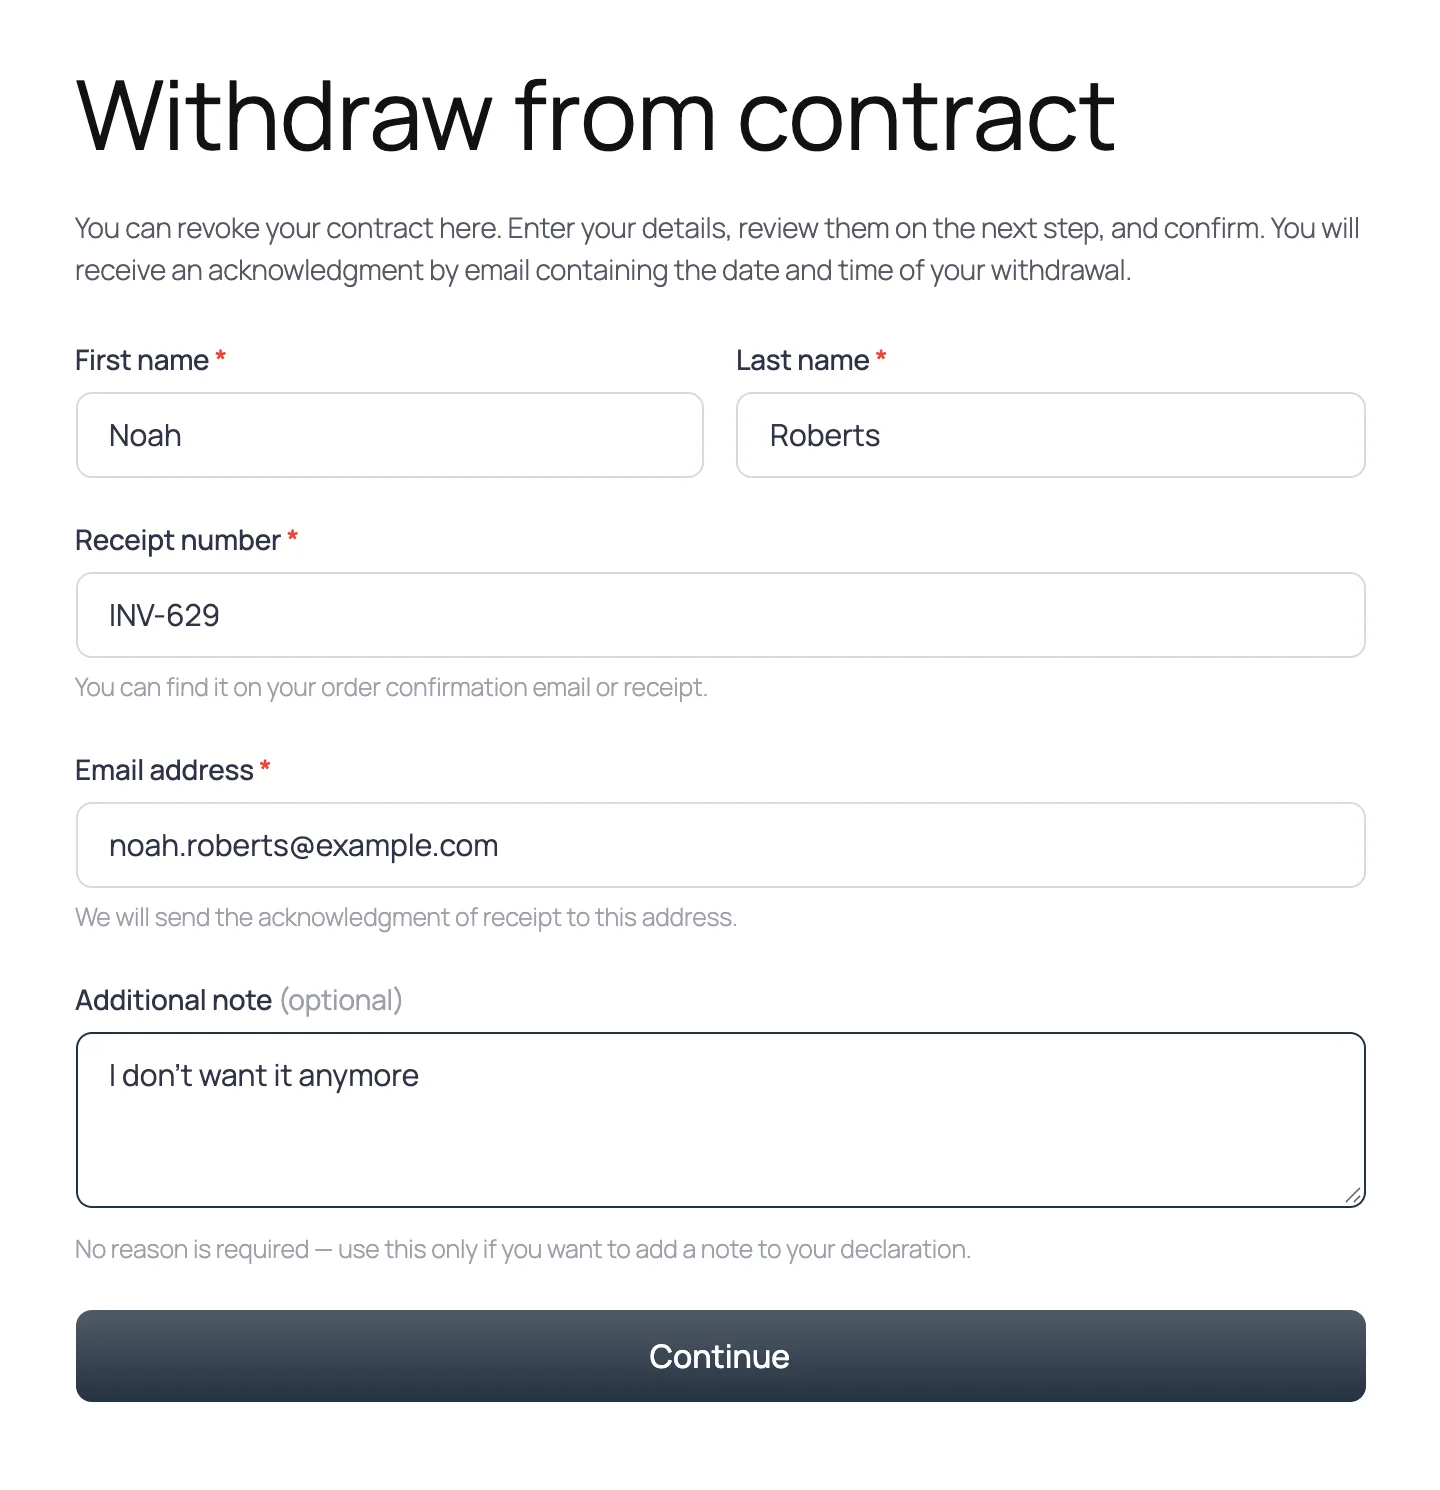 Withdraw from contract
You can revoke your contract here. Enter your details, review them on the next step, and confirm. You will
receive an acknowledgment by email containing the date and time of your withdrawal.
First name *
Last name *
Noah
Roberts
Receipt number *
INV-629
You can find it on your order confirmation email or receipt.
Email address *
noah.roberts@example.com
We will send the acknowledgment of receipt to this address.
Additional note (optional)
I don't want it anymore
No reason is required — use this only if you want to add a note to your declaration.
Continue